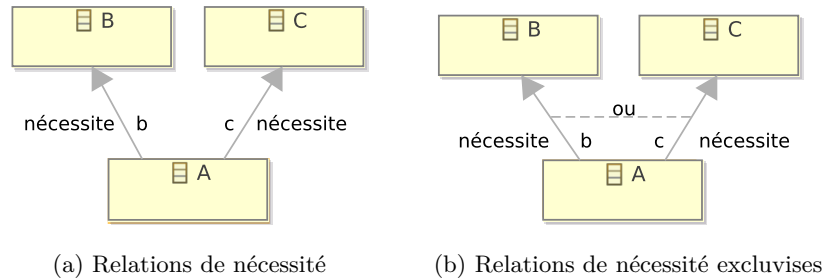 B
C
nécessite b
c nécessite
A
(a) Relations de nécessité
B
C
ou
nécessite b
c nécessite
A
(b) Relations de nécessité excluvises